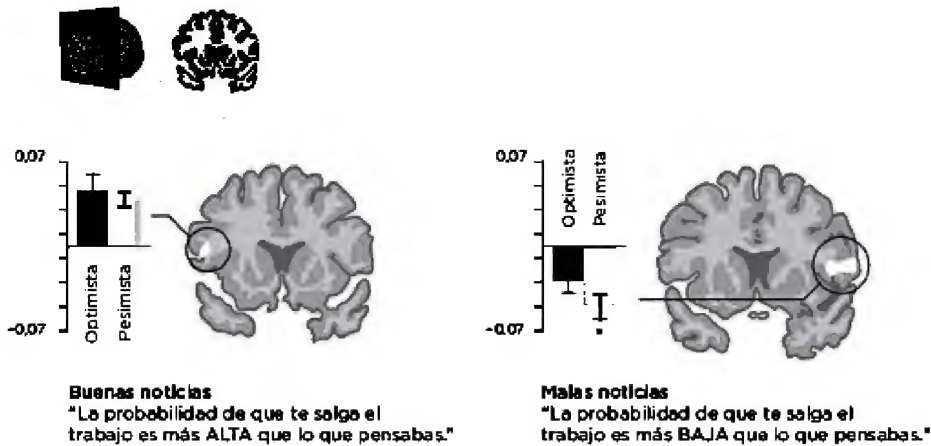 0,07
Optimista
Pesimista
-0,07
Buenas noticias
"La probabilidad de que te salga el
trabajo es más ALTA que lo que pensabas."
0,07
Optimista
Pesimista
-0,07
Malas noticias
"La probabilidad de que te salga el
trabajo es más BAJA que lo que pensabas."